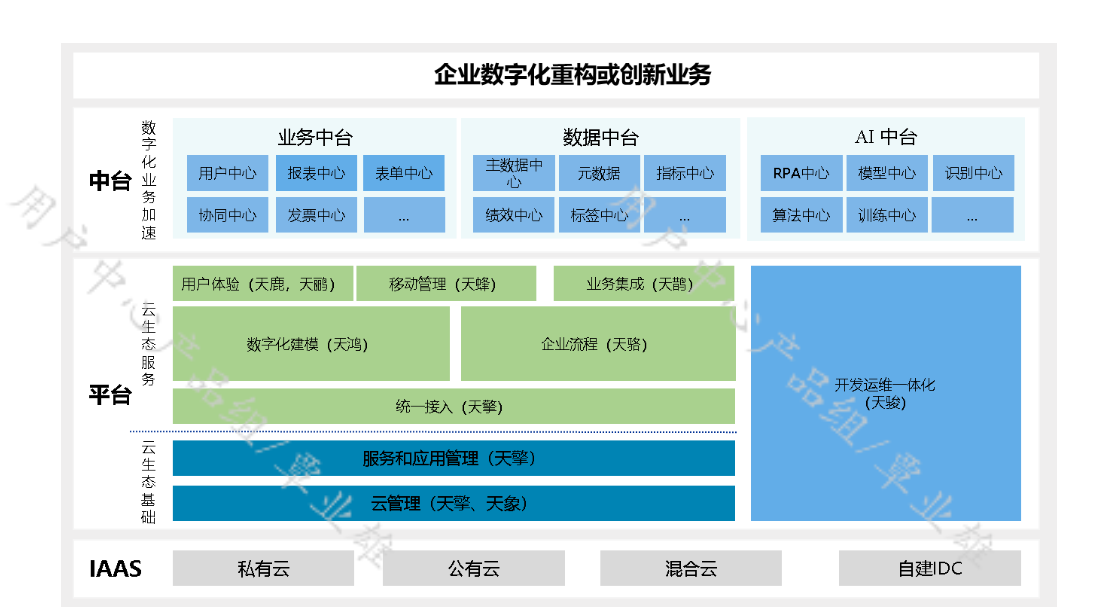 企业数字化重构或创新业务
中台
数字化业务加速
业务中台
用户中心
报表中心
表单中心
协同中心
发票中心
...
数据中台
主数据中
心
元数据
指标中心
绩效中心
标签中心
...
AI 中台
RPA中心
模型中心
识别中心
算法中心
训练中心
...
平台
云生态服务
用户体验（天鹿，天鹂）
移动管理（天蜂）
业务集成（天鹊）
数字化建模（天鸿）
企业流程（天骆）
统一接入（天擎）
开发运维一体化
(天骏)
云生态基础
服务和应用管理（天擎）
云管理（天擎、天象）
IAAS
私有云
公有云
混合云
自建IDC
用户中心产品组/覃业雄
用户中心产品组/覃业雄